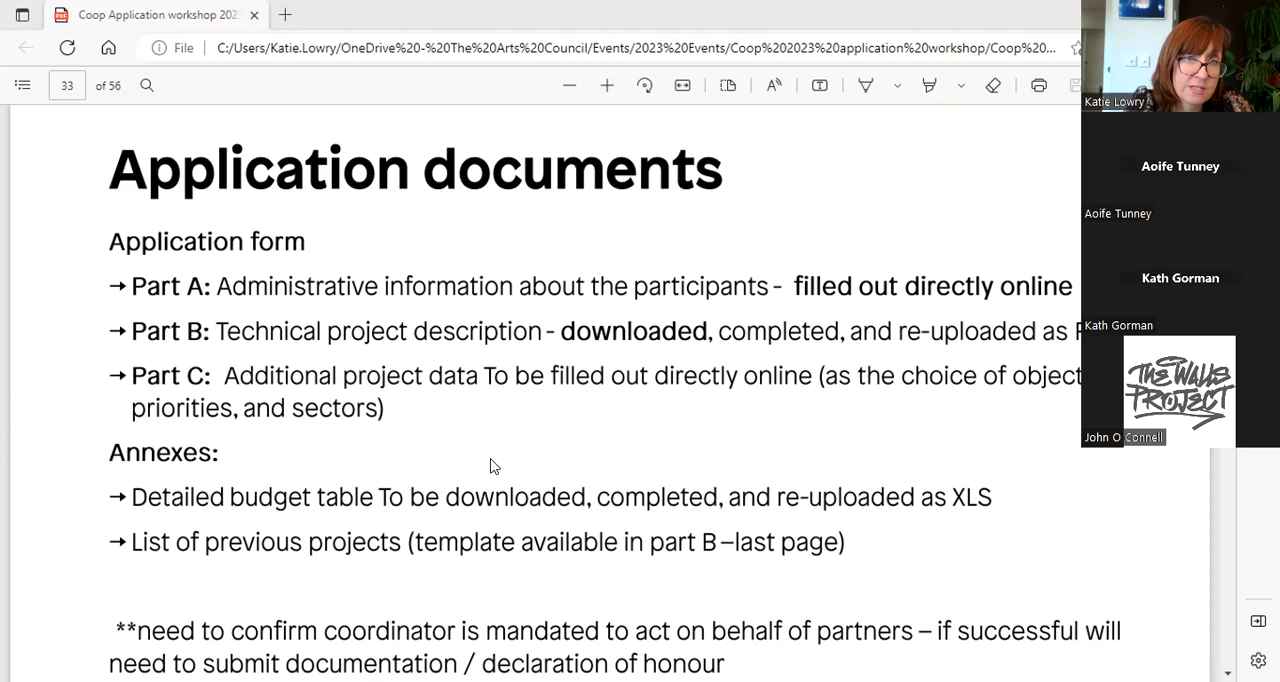 Coop Application workshop 202
File
C:/Users/Katie.Lowry/OneDrive%20-%20The%20Arts%20Council/Events/2023%20Events/Coop%202023%20application%20workshop/Coop%20...
33 of 56
Application documents
Application form
→ Part A: Administrative information about the participants - filled out directly online
→ Part B: Technical project description - downloaded, completed, and re-uploaded as
→ Part C: Additional project data To be filled out directly online (as the choice of object
priorities, and sectors)
Annexes:
→ Detailed budget table To be downloaded, completed, and re-uploaded as XLS
→ List of previous projects (template available in part B – last page)
**need to confirm coordinator is mandated to act on behalf of partners – if successful will
need to submit documentation / declaration of honour
Katie Lowry
Aoife Tunney
Aoife Tunney
Kath Gorman
Kath Gorman
THE WALLS
PROJECT
John O Connell